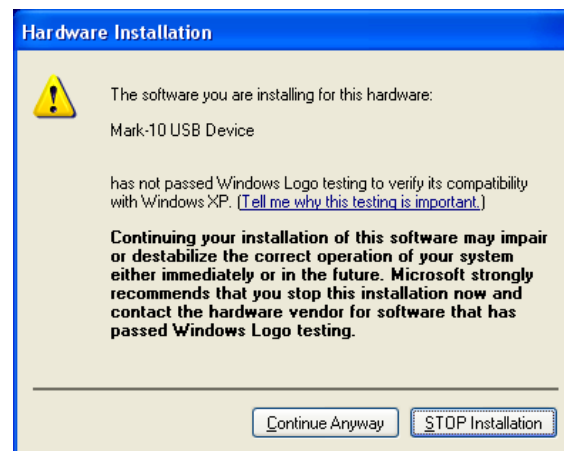 Hardware Installation
The software you are installing for this hardware:
Mark-10 USB Device
has not passed Windows Logo testing to verify its compatibility
with Windows XP. (Tell me why this testing is important.)
Continuing your installation of this software may impair
or destabilize the correct operation of your system
either immediately or in the future. Microsoft strongly
recommends that you stop this installation now and
contact the hardware vendor for software that has
passed Windows Logo testing.
Continue Anyway
STOP Installation